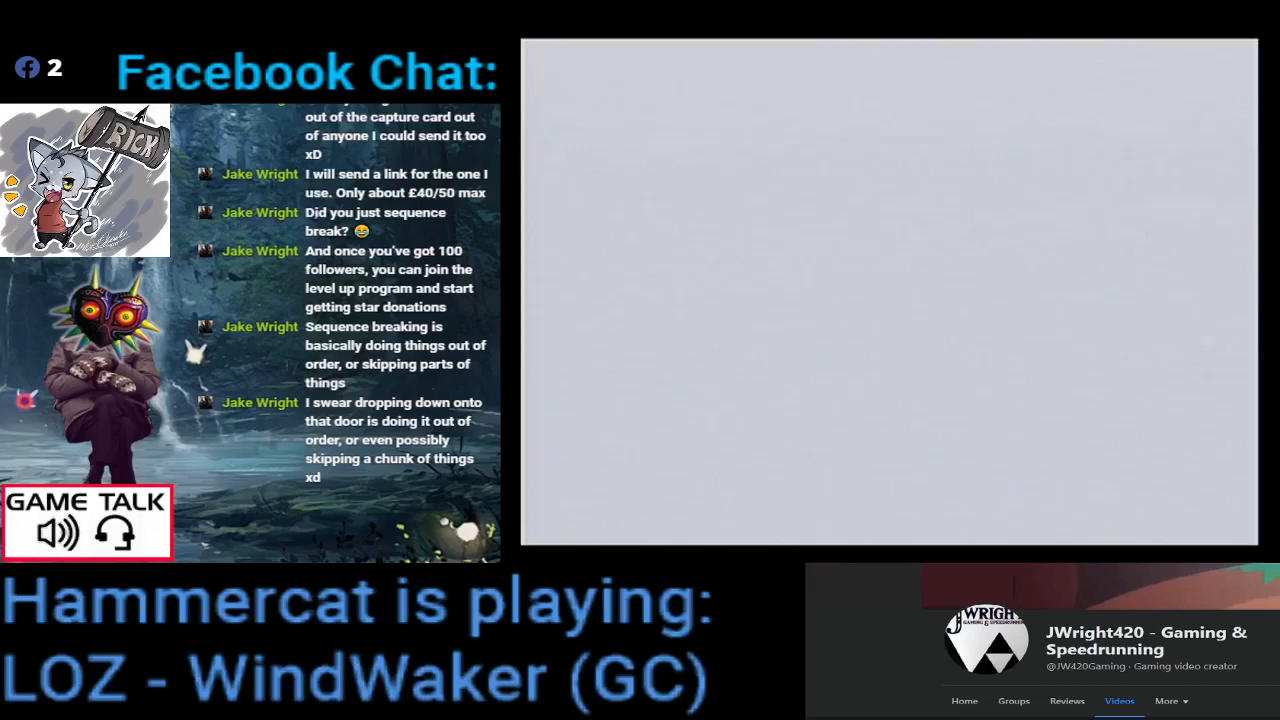 2
Facebook Chat:
RICK
out of the capture card out
of anyone I could send it too
xD
Jake Wright I will send a link for the one I
use. Only about £40/50 max
Jake Wright Did you just sequence
break? 😂
Jake Wright And once you've got 100
followers, you can join the
level up program and start
getting star donations
Jake Wright Sequence breaking is
basically doing things out of
order, or skipping parts of
things
Jake Wright I swear dropping down onto
that door is doing it out of
order, or even possibly
skipping a chunk of things
xd
GAME TALK
Hammercat is playing:
LOZ - WindWaker (GC)
JWRIGHT
GAMING & SPEEDRUNNING
JWright420 - Gaming &
Speedrunning
@JW420Gaming · Gaming video creator
Home Groups Reviews Videos More